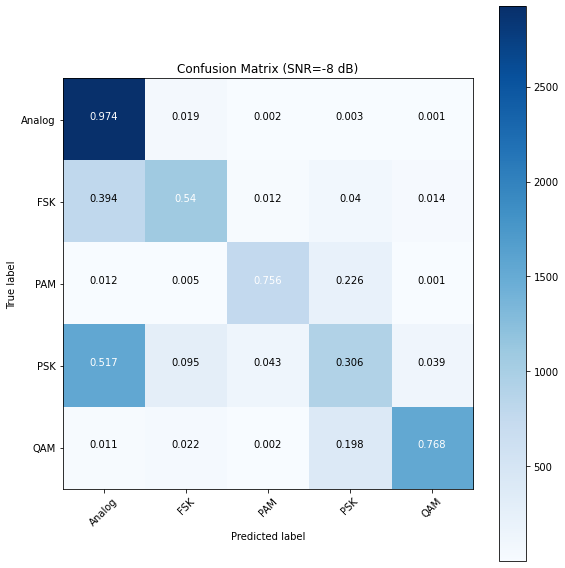 Confusion Matrix (SNR=-8 dB)
True label
Analog 0.974 0.019 0.002 0.003 0.001
FSK 0.394 0.54 0.012 0.04 0.014
PAM 0.012 0.005 0.756 0.226 0.001
PSK 0.517 0.095 0.043 0.306 0.039
QAM 0.011 0.022 0.002 0.198 0.768
Analog FSK PAM PSK QAM
Predicted label
2500
2000
1500
1000
500